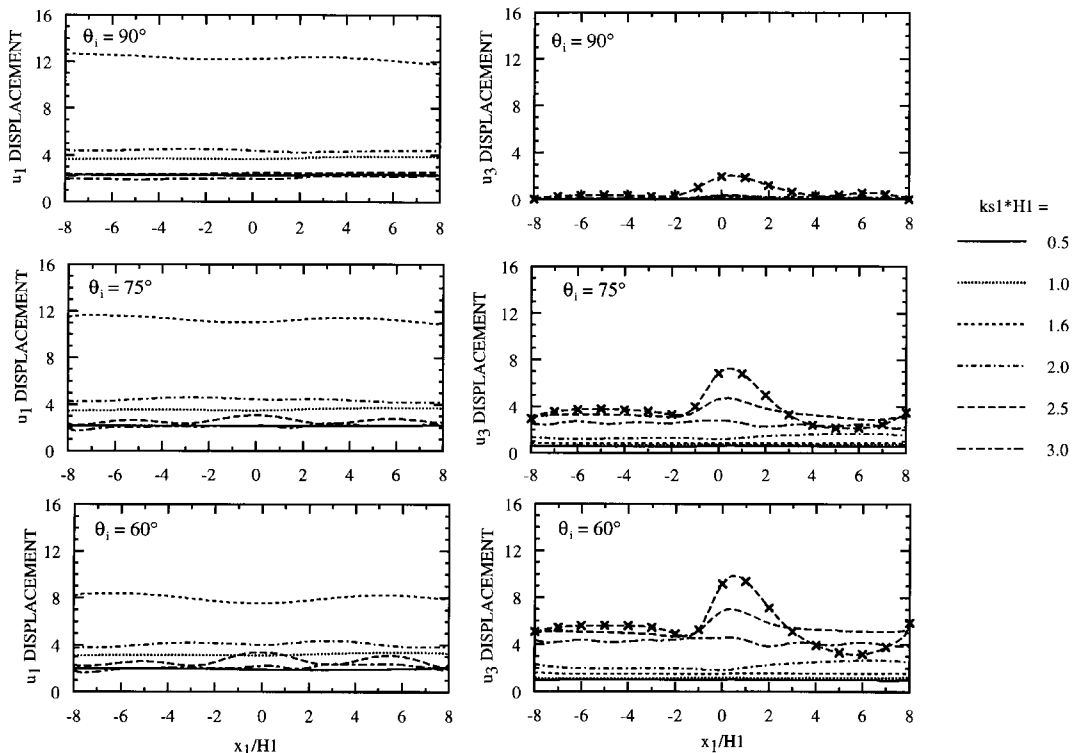 16
12
8
4
0
u1 DISPLACEMENT
θi = 90°
-8 -6 -4 -2 0 2 4 6 8
16
12
8
4
0
u3 DISPLACEMENT
θi = 90°
-8 -6 -4 -2 0 2 4 6 8
16
12
8
4
0
u1 DISPLACEMENT
θi = 75°
-8 -6 -4 -2 0 2 4 6 8
16
12
8
4
0
u3 DISPLACEMENT
θi = 75°
-8 -6 -4 -2 0 2 4 6 8
16
12
8
4
0
u1 DISPLACEMENT
θi = 60°
-8 -6 -4 -2 0 2 4 6 8
x1/H1
16
12
8
4
0
u3 DISPLACEMENT
θi = 60°
-8 -6 -4 -2 0 2 4 6 8
x1/H1
ks1*H1 =
0.5
1.0
1.6
2.0
2.5
3.0